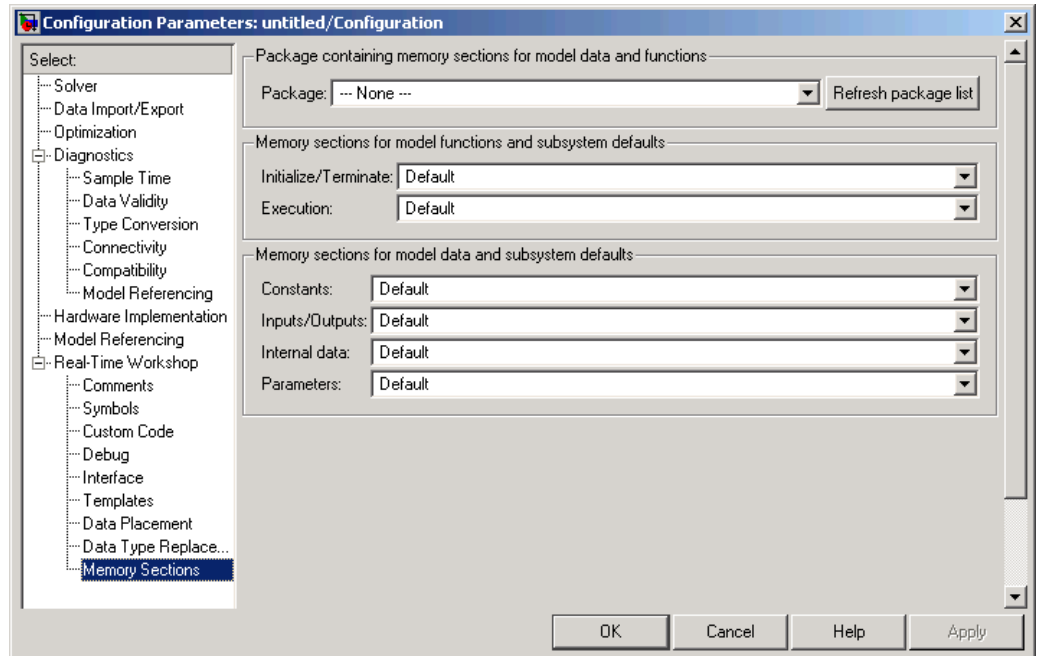 Configuration Parameters: untitled/Configuration
Select:
Solver
Data Import/Export
Optimization
Diagnostics
Sample Time
Data Validity
Type Conversion
Connectivity
Compatibility
Model Referencing
Hardware Implementation
Model Referencing
Real-Time Workshop
Comments
Symbols
Custom Code
Debug
Interface
Templates
Data Placement
Data Type Replace...
Memory Sections
Package containing memory sections for model data and functions
Package: --- None --- Refresh package list
Memory sections for model functions and subsystem defaults
Initialize/Terminate: Default
Execution: Default
Memory sections for model data and subsystem defaults
Constants: Default
Inputs/Outputs: Default
Internal data: Default
Parameters: Default
OK Cancel Help Apply